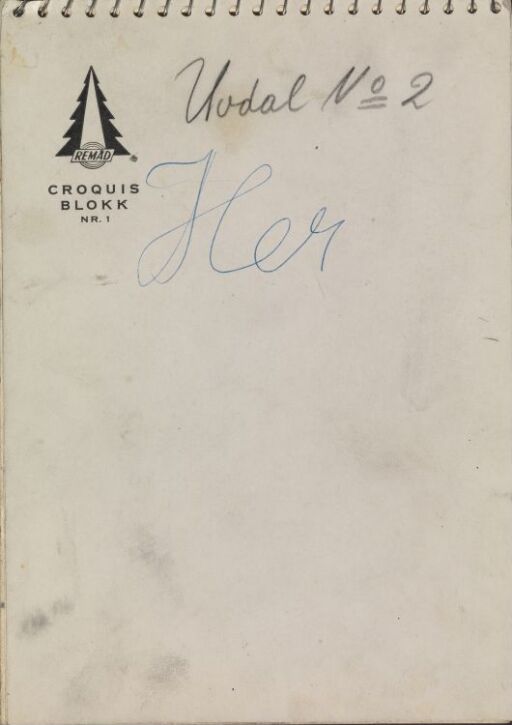 Uvdal No 2
REMAD
CROQUIS
BLOKK
NR. 1
Her